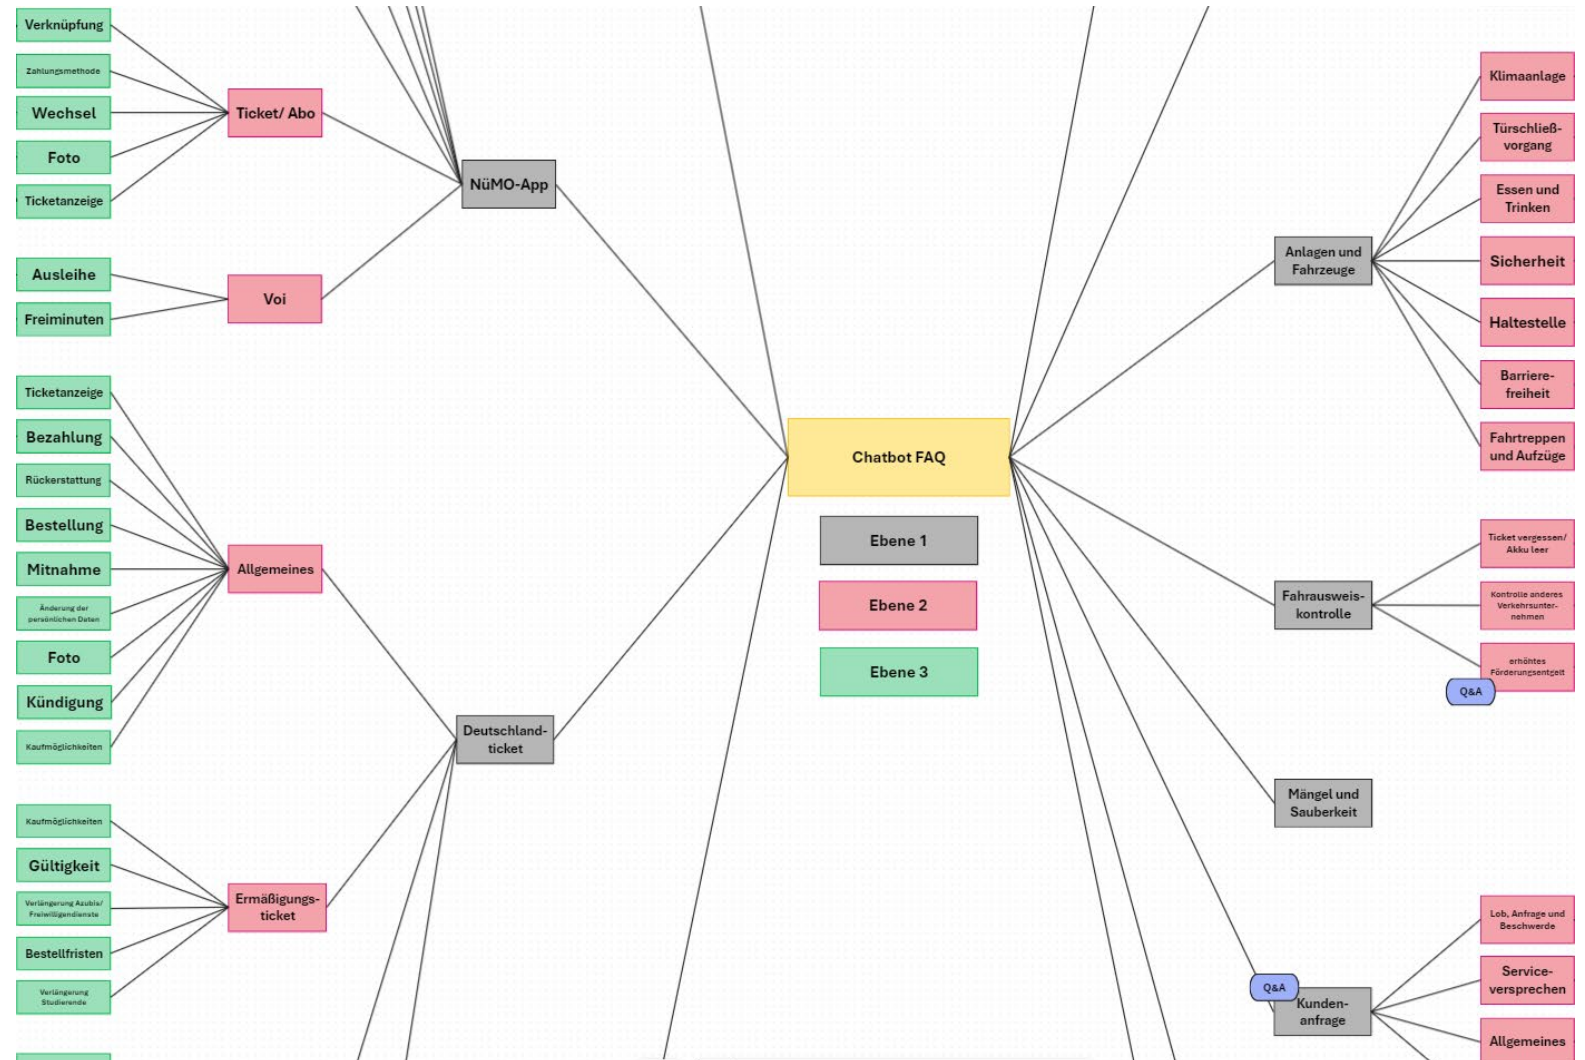 Verknüpfung
Zahlungsmethode
Wechsel
Foto
Ticketanzeige
Ticket/ Abo
Ausleihe
Freiminuten
Voi
NüMO-App
Ticketanzeige
Bezahlung
Rückerstattung
Bestellung
Mitnahme
Änderung der
persönlichen Daten
Foto
Kündigung
Kaufmöglichkeiten
Allgemeines
Kaufmöglichkeiten
Gültigkeit
Verlängerung Azubis/
Freiwilligendienste
Bestellfristen
Verlängerung
Studierende
Ermäßigungs-
ticket
Deutschland-
ticket
Chatbot FAQ
Ebene 1
Ebene 2
Ebene 3
Anlagen und
Fahrzeuge
Klimaanlage
Türschließ-
vorgang
Essen und
Trinken
Sicherheit
Haltestelle
Barriere-
freiheit
Fahrtreppen
und Aufzüge
Fahrausweis-
kontrolle
Ticket vergessen/
Akku leer
Kontrolle anderes
Verkehrsunter-
nehmen
erhöhtes
Förderungsentgelt
Q&A
Mängel und
Sauberkeit
Q&A
Kunden-
anfrage
Lob, Anfrage und
Beschwerde
Service-
versprechen
Allgemeines